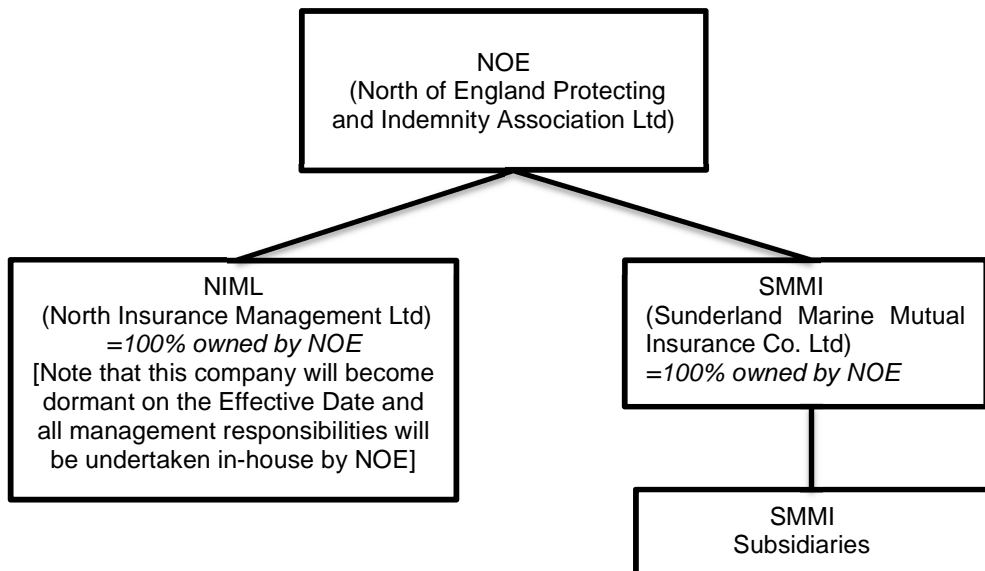 NOE
(North of England Protecting
and Indemnity Association Ltd)
NIML
(North Insurance Management Ltd)
=100% owned by NOE
[Note that this company will become
dormant on the Effective Date and
all management responsibilities will
be undertaken in-house by NOE]
SMMI
(Sunderland Marine Mutual
Insurance Co. Ltd)
=100% owned by NOE
SMMI
Subsidiaries